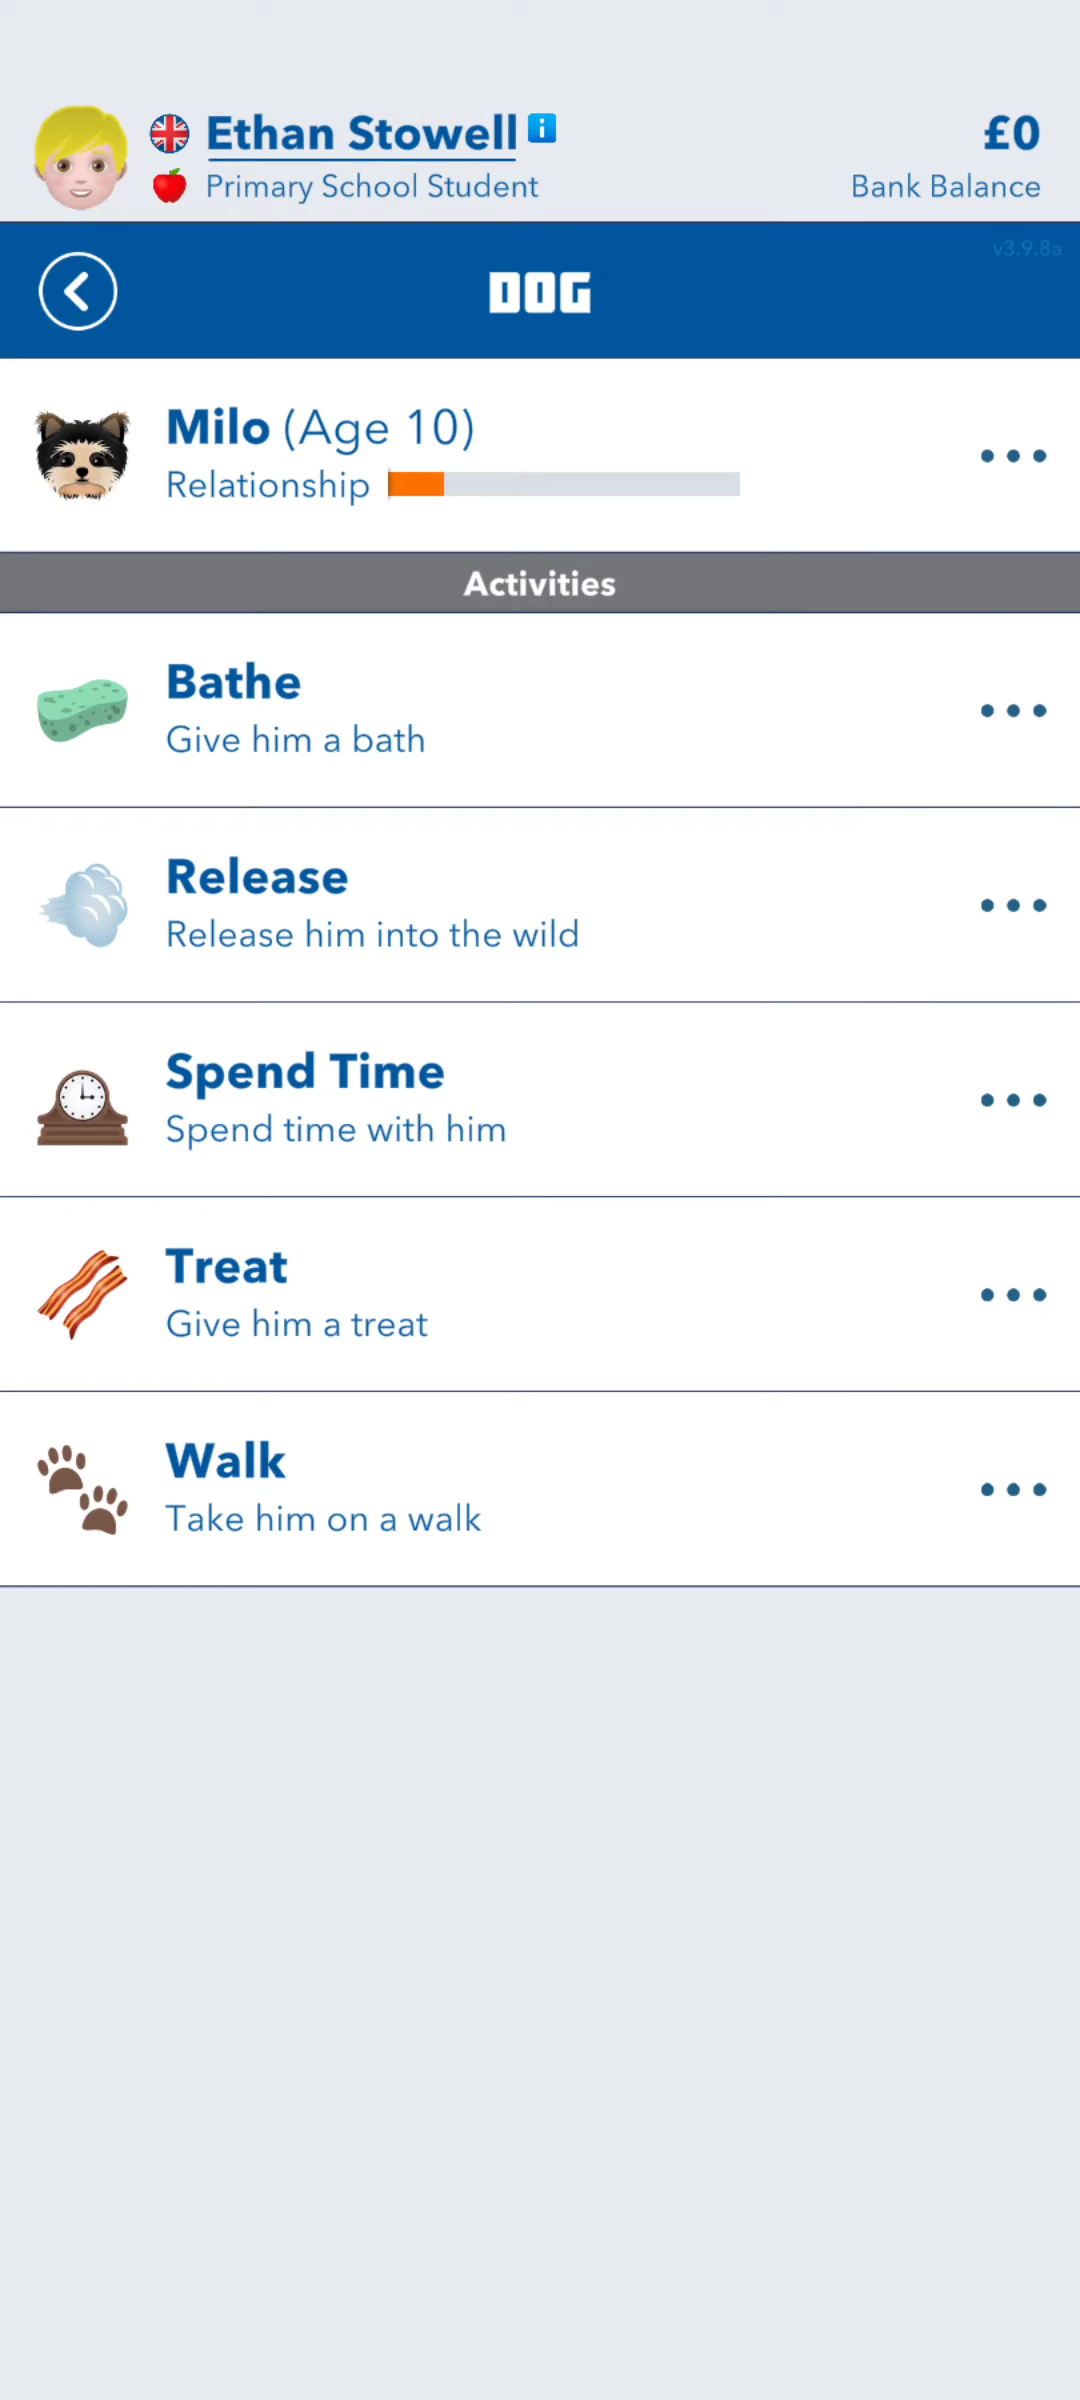 Ethan Stowell
£0
Primary School Student
Bank Balance
v3.9.8a
DOG
Milo (Age 10)
Relationship
Activities
Bathe
Give him a bath
Release
Release him into the wild
Spend Time
Spend time with him
Treat
Give him a treat
Walk
Take him on a walk